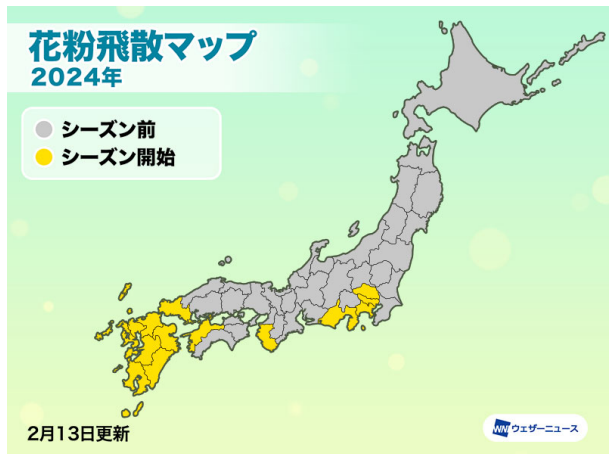 花粉飛散マップ
2024年
シーズン前
シーズン開始
2月13日更新
WN ウェザーニュース